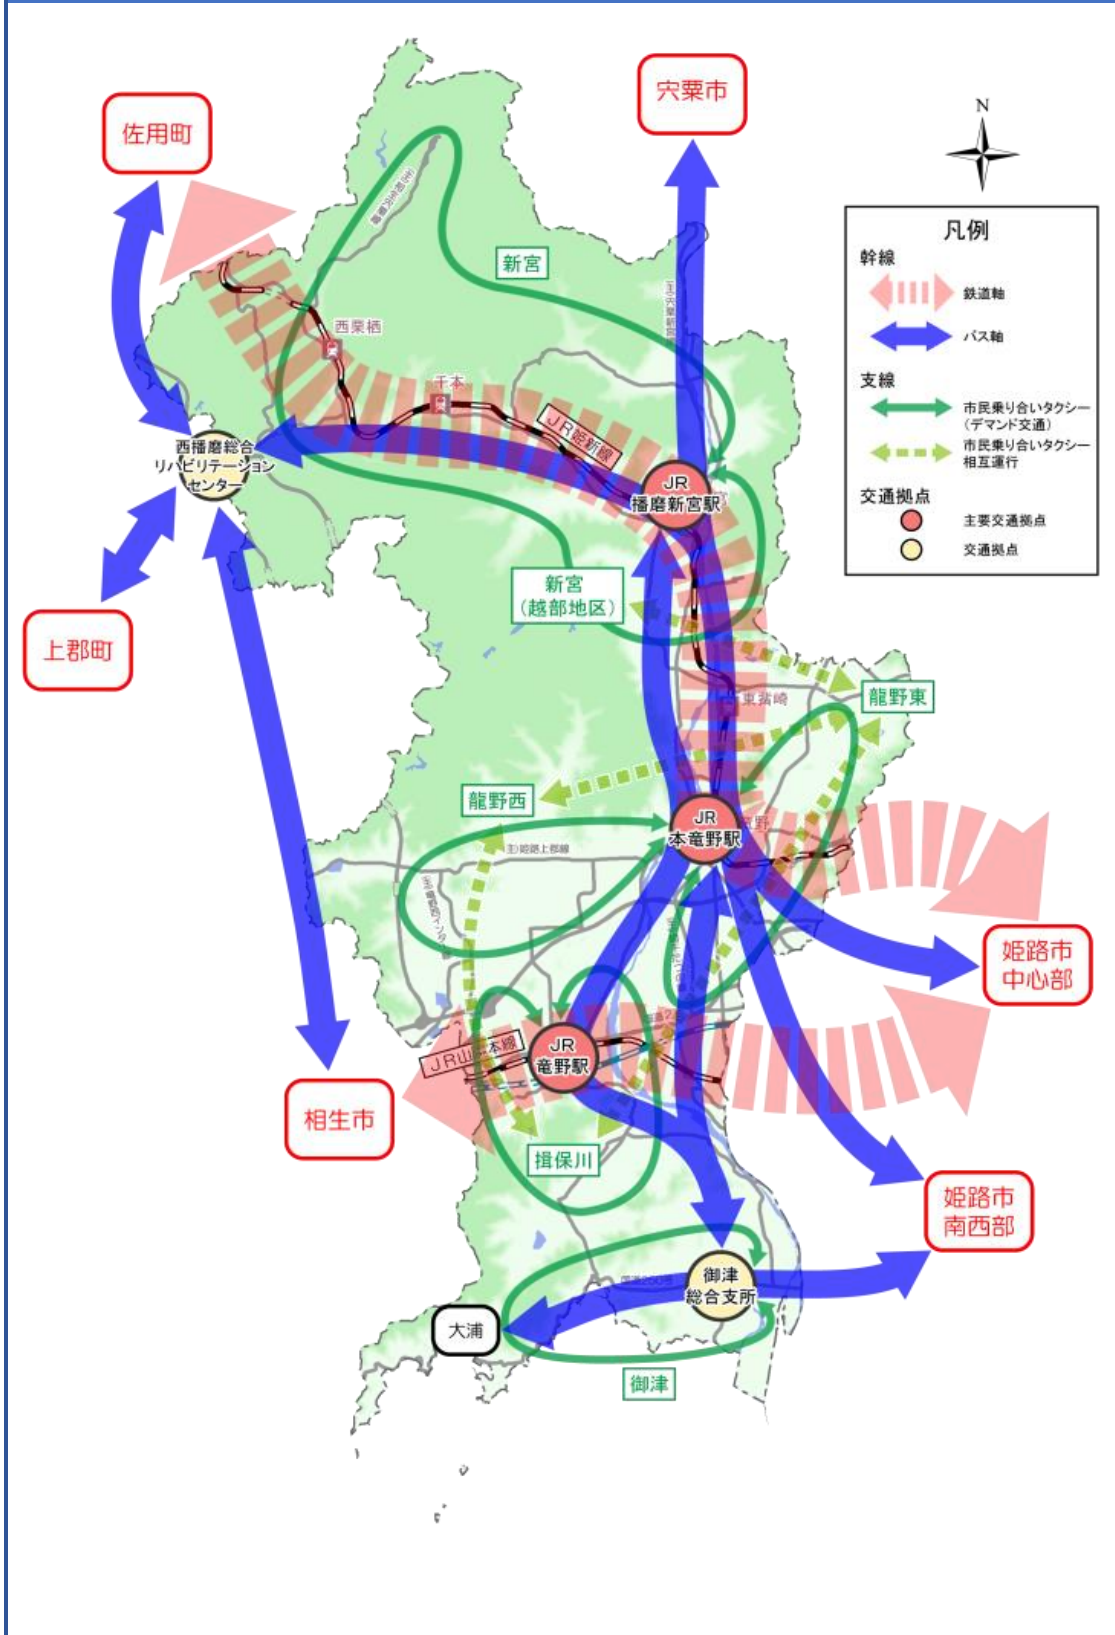 宍粟市
佐用町
N
凡例
幹線
鉄道軸
バス軸
支線
市民乗り合いタクシー
(デマンド交通)
市民乗り合いタクシー
相互運行
交通拠点
主要交通拠点
交通拠点
新宮
西栗栖
千本
JR姫新線
西播磨総合
リハビリテーション
センター
JR
播磨新宮駅
新宮
(越部地区)
上郡町
龍野東
東觜崎
龍野西
JR
本竜野駅
(主)姫路上郡線
姫路市
中心部
JR
竜野駅
相生市
揖保川
姫路市
南西部
御津
総合支所
大浦
御津